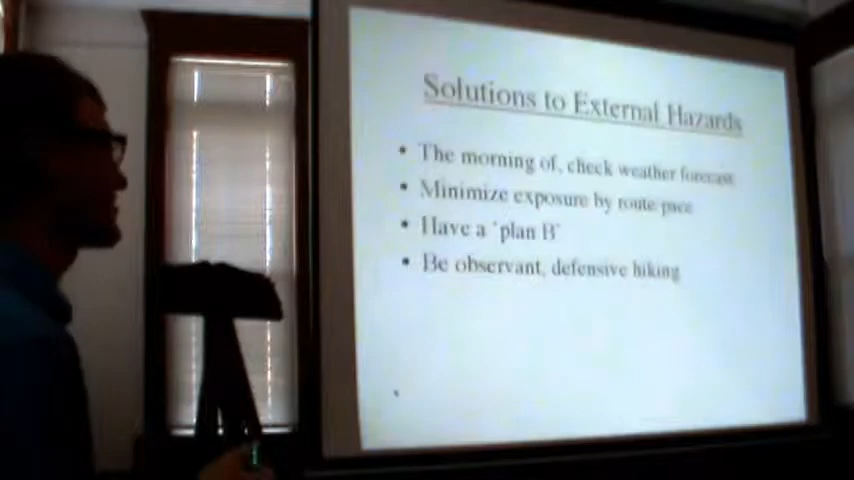 Solutions to External Hazards
• The morning of, check weather forecast
• Minimize exposure by route pace
• Have a 'plan B'
• Be observant, defensive hiking